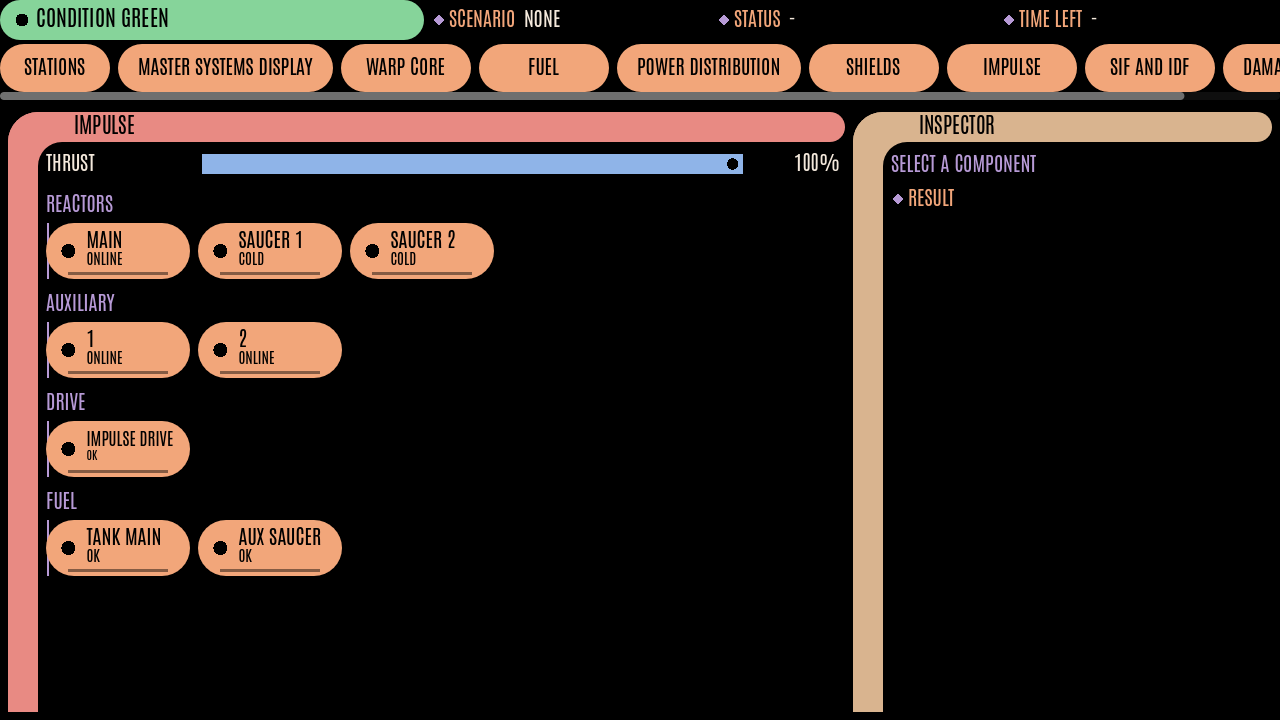 CONDITION GREEN
SCENARIO NONE
STATUS -
TIME LEFT -
STATIONS
MASTER SYSTEMS DISPLAY
WARP CORE
FUEL
POWER DISTRIBUTION
SHIELDS
IMPULSE
SIF AND IDF
DAMA
IMPULSE
THRUST 100%
REACTORS
MAIN
ONLINE
SAUCER 1
COLD
SAUCER 2
COLD
AUXILIARY
1
ONLINE
2
ONLINE
DRIVE
IMPULSE DRIVE
OK
FUEL
TANK MAIN
OK
AUX SAUCER
OK
INSPECTOR
SELECT A COMPONENT
RESULT